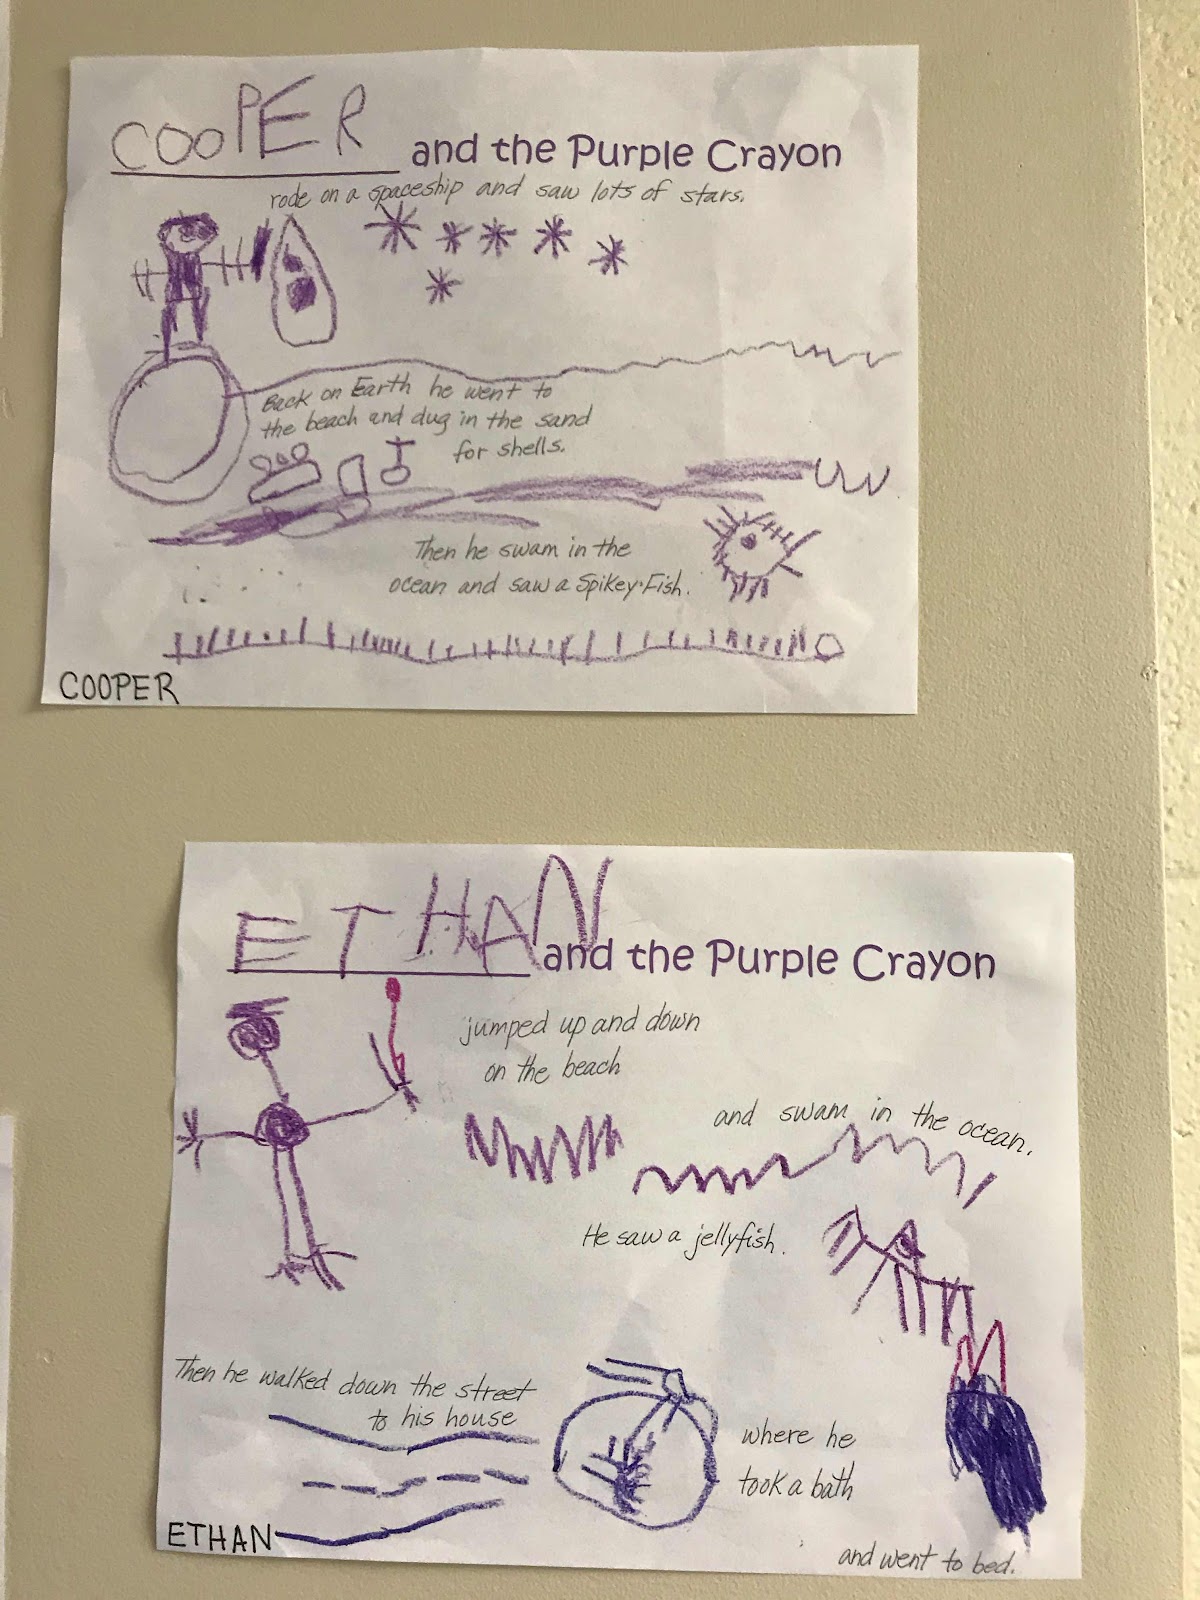 COOPER and the Purple Crayon
rode on a spaceship and saw lots of stars.
Back on Earth he went to
the beach and dug in the sand
for shells.
Then he swam in the
ocean and saw a Spikey-Fish.
COOPER
ETHAN and the Purple Crayon
jumped up and down
on the beach
and swam in the ocean.
He saw a jellyfish.
Then he walked down the street
to his house
where he
took a bath
ETHAN
and went to bed.